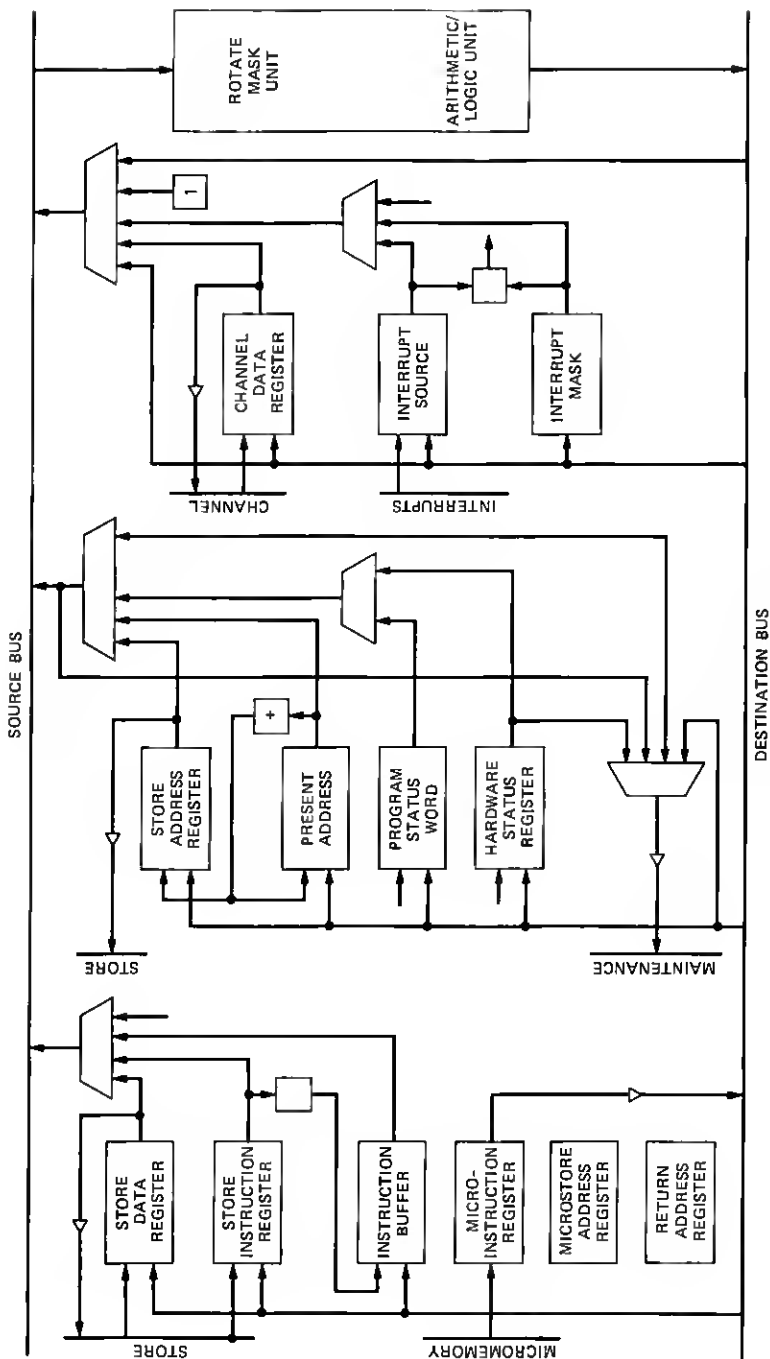 SOURCE BUS
STORE
STORE
DATA
REGISTER
STORE
INSTRUCTION
REGISTER
INSTRUCTION
BUFFER
MICROMEMORY
MICRO-
INSTRUCTION
REGISTER
MICROSTORE
ADDRESS
REGISTER
RETURN
ADDRESS
REGISTER
STORE
STORE
ADDRESS
REGISTER
+
PRESENT
ADDRESS
PROGRAM
STATUS
WORD
HARDWARE
STATUS
REGISTER
MAINTENANCE
CHANNEL
CHANNEL
DATA
REGISTER
1
INTERRUPTS
INTERRUPT
SOURCE
INTERRUPT
MASK
ROTATE
MASK
UNIT
ARITHMETIC/
LOGIC UNIT
DESTINATION BUS